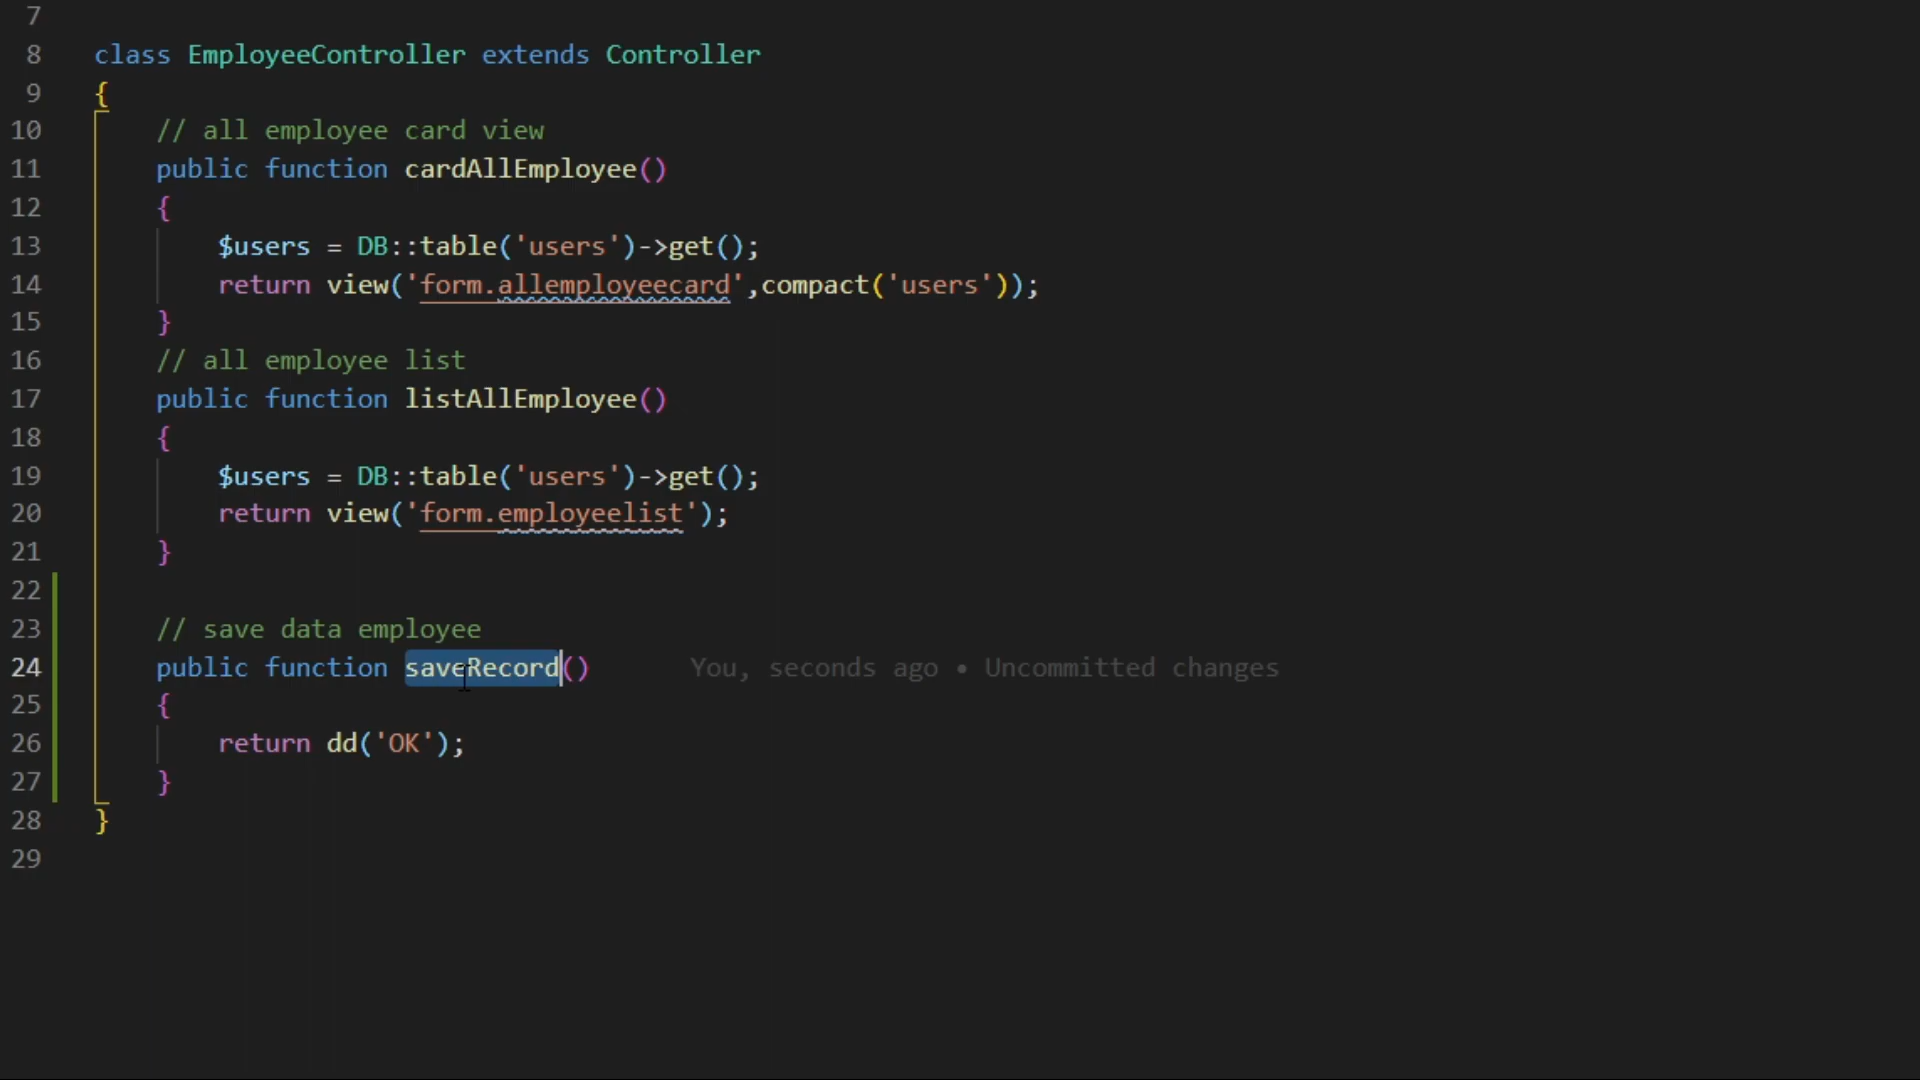 7
8 class EmployeeController extends Controller
9 {
10 // all employee card view
11 public function cardAllEmployee()
12 {
13 $users = DB::table('users')->get();
14 return view('form.allemployeecard',compact('users'));
15 }
16 // all employee list
17 public function listAllEmployee()
18 {
19 $users = DB::table('users')->get();
20 return view('form.employeelist');
21 }
22
23 // save data employee
24 public function saveRecord() You, seconds ago • Uncommitted changes
25 {
26 return dd('OK');
27 }
28 }
29